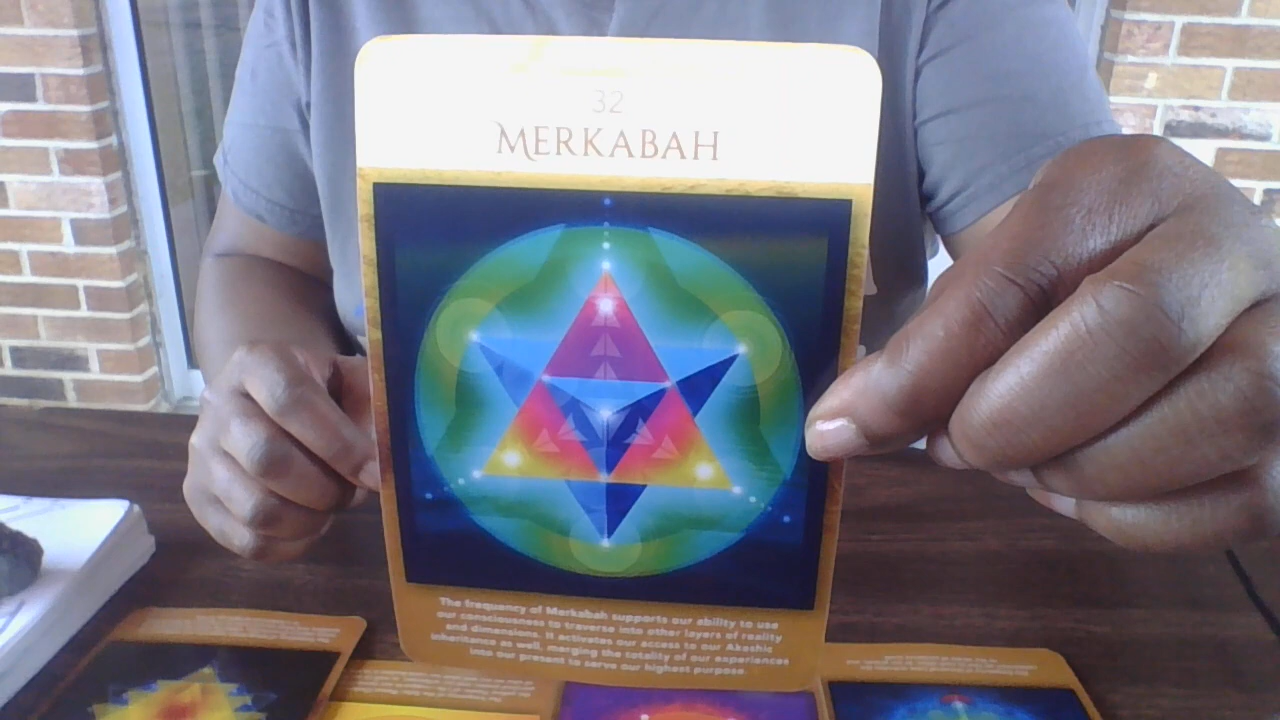 32
MERKABAH
The frequency of Merkabah supports our ability to use
our consciousness to traverse into other layers of reality
and dimensions. It activates our access to our Akashic
inheritance as well, merging the totality of our experiences
into our present to serve our highest purpose.